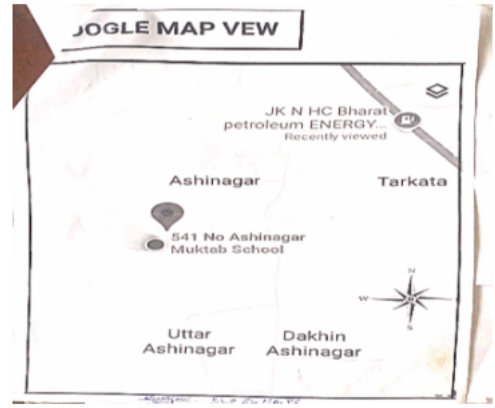 OOGLE MAP VEW
JK N HC Bharat
petroleum ENERGY...
Recently viewed
Ashinagar
Tarkata
541 No Ashinagar
Muktab School
N
W
S
Uttar
Ashinagar
Dakhin
Ashinagar